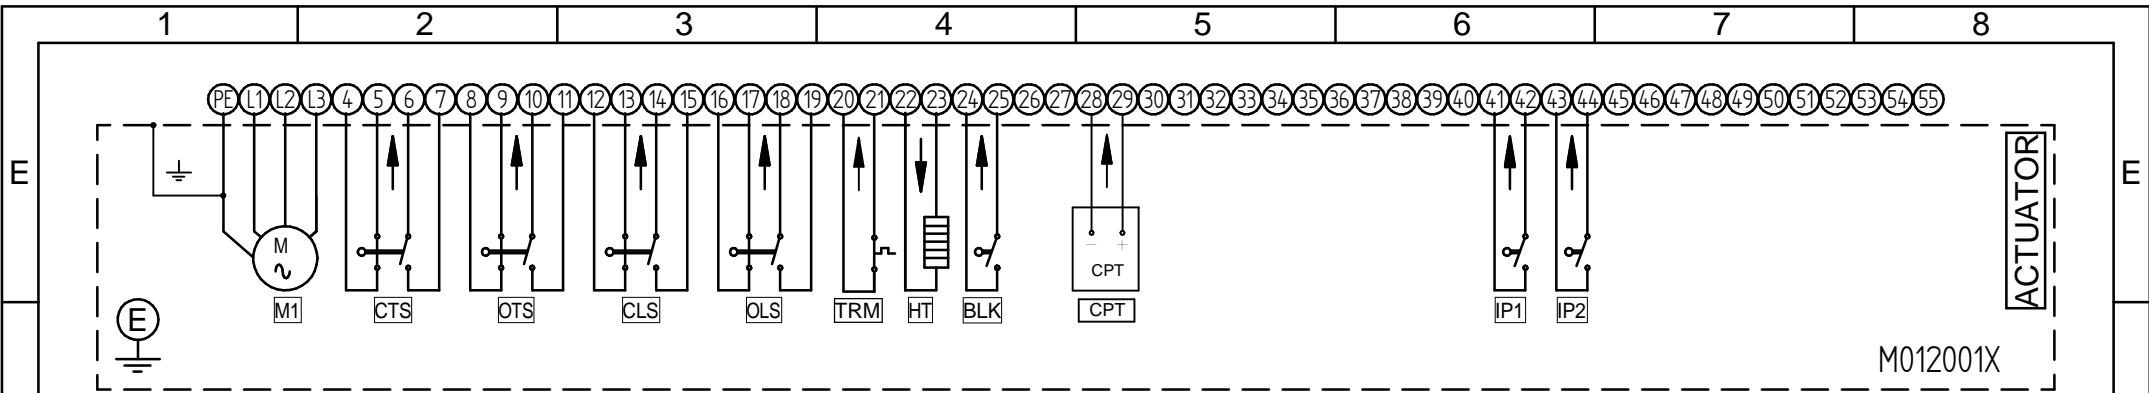 1 2 3 4 5 6 7 8
PE L1 L2 L3 4 5 6 7 8 9 10 11 12 13 14 15 16 17 18 19 20 21 22 23 24 25 26 27 28 29 30 31 32 33 34 35 36 37 38 39 40 41 42 43 44 45 46 47 48 49 50 51 52 53 54 55
E E
ACTUATOR
M
- +
CPT
M1 CTS OTS CLS OLS TRM HT BLK CPT IP1 IP2
E
M012001X